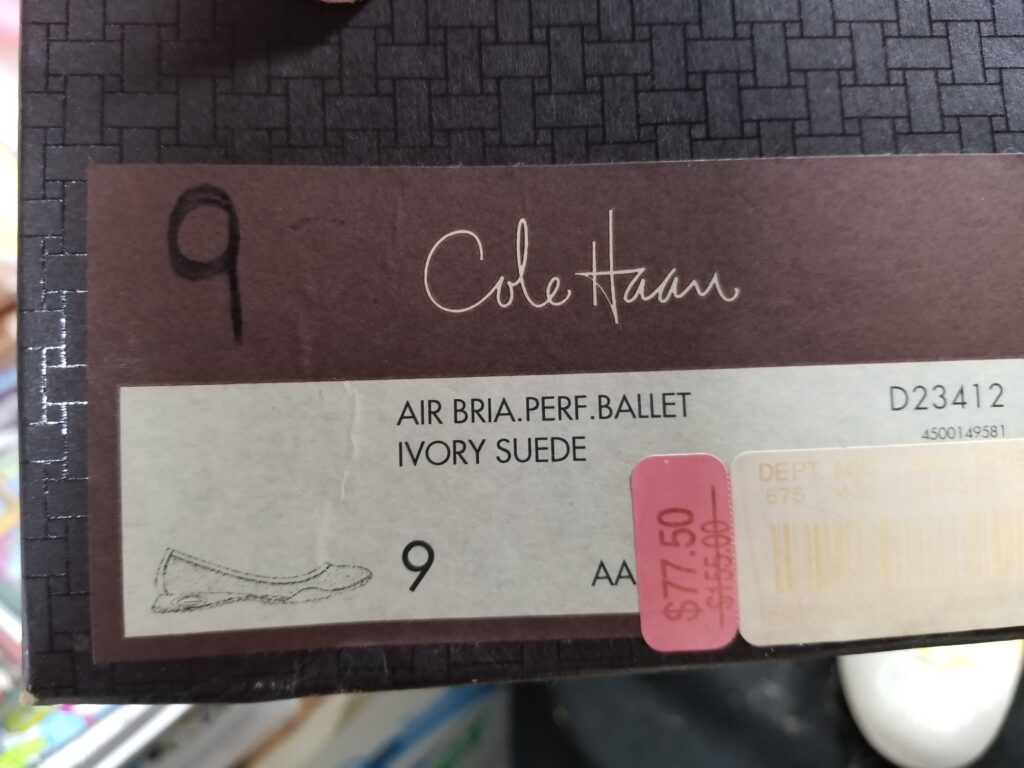 9
Cole Haan
AIR BRIA.PERF.BALLET
IVORY SUEDE
D23412
4500149581
9
AA
$77.50
$155.00
DEPT MIC
675